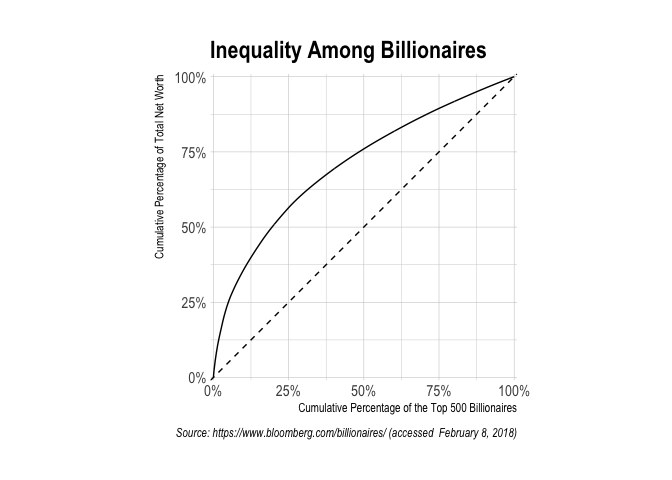 Inequality Among Billionaires
Cumulative Percentage of Total Net Worth
100%
75%
50%
25%
0%
0% 25% 50% 75% 100%
Cumulative Percentage of the Top 500 Billionaires
Source: https://www.bloomberg.com/billionaires/ (accessed February 8, 2018)